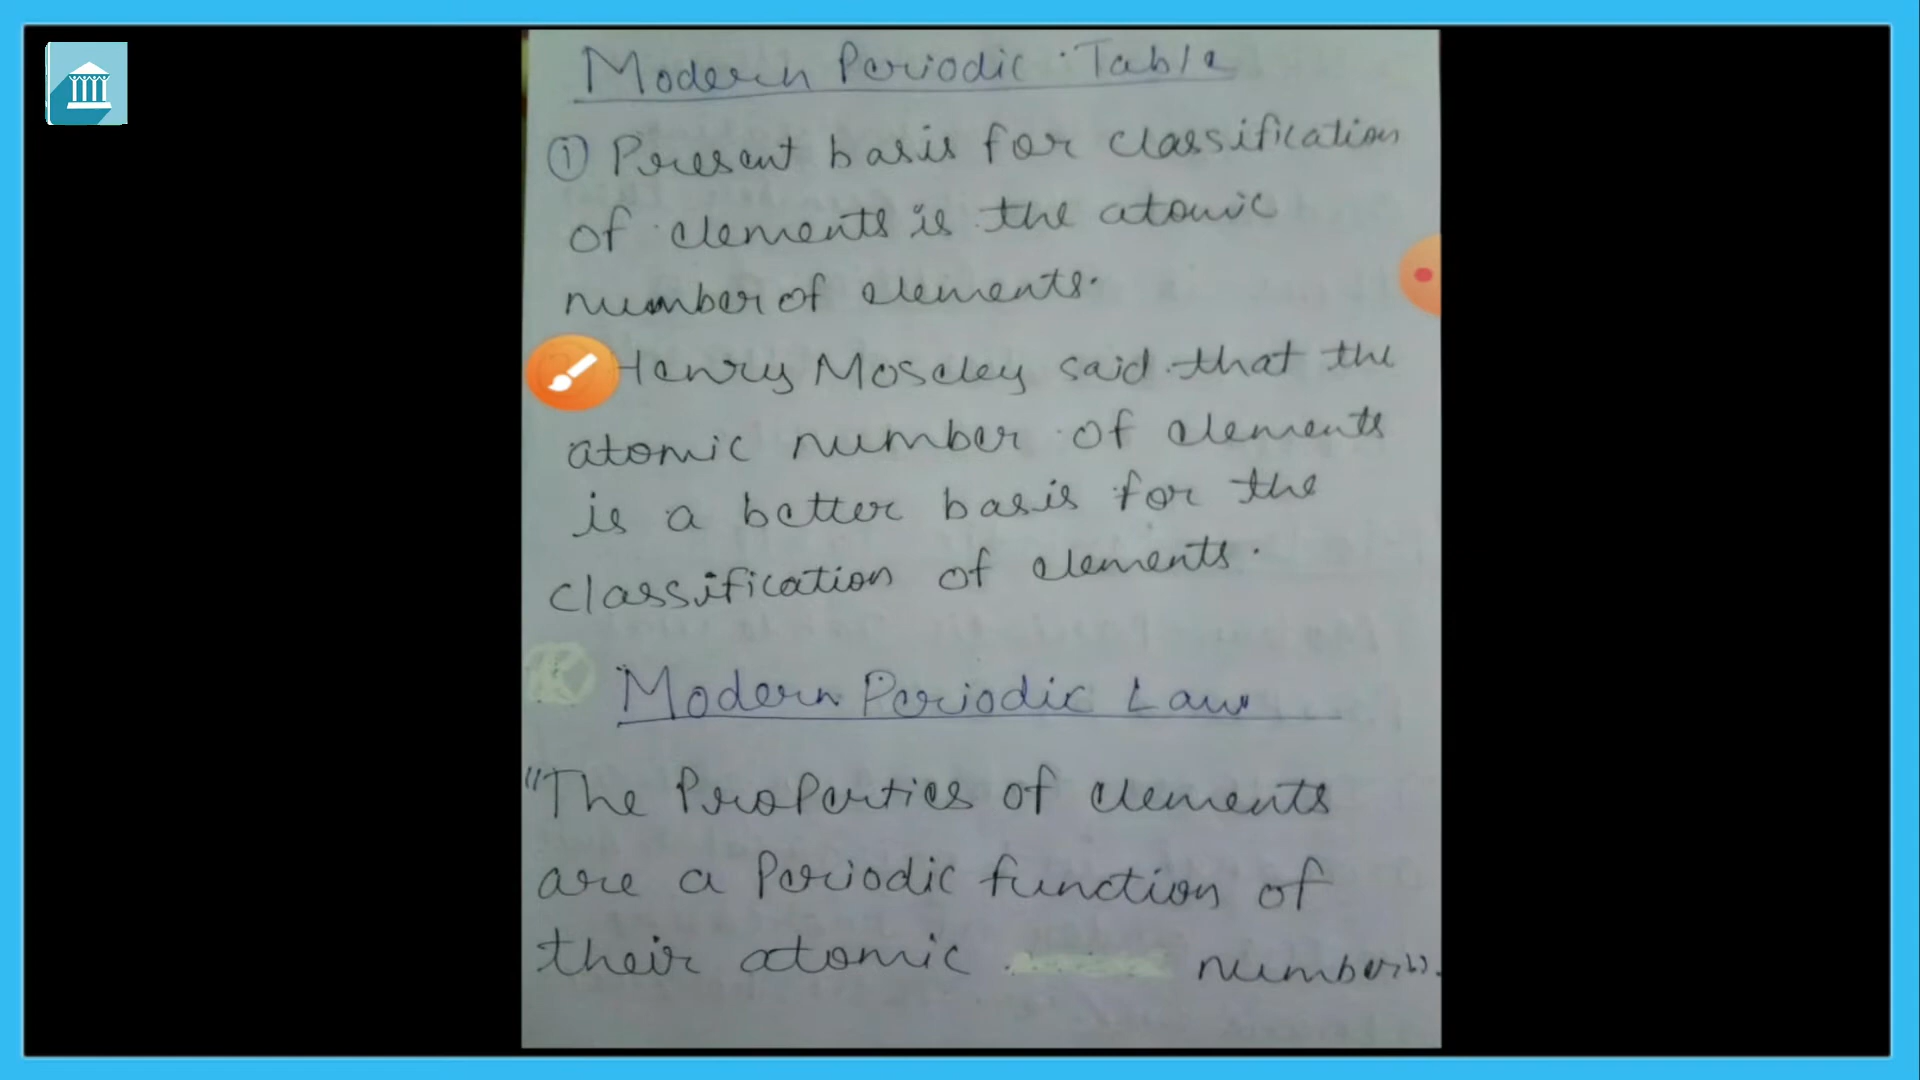 Modern Periodic Table
① Present basis for classification
of elements is the atomic
number of elements.
Henry Moseley said that the
atomic number of elements
is a better basis for the
classification of elements.
Modern Periodic Law
"The Properties of elements
are a Periodic function of
their atomic number